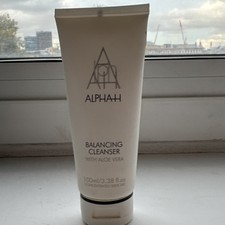 ALPHA-H
BALANCING
CLEANSER
WITH ALOE VERA